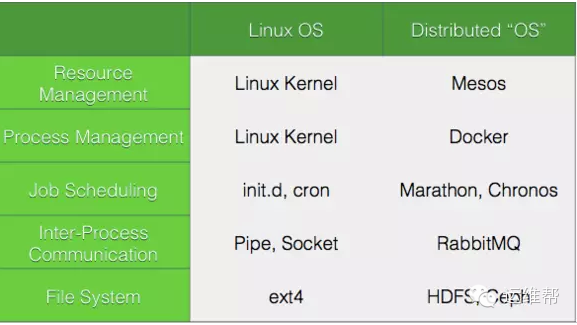 Linux OS Distributed “OS”
Resource
Management
Linux Kernel Mesos
Process Management Linux Kernel Docker
Job Scheduling init.d, cron Marathon, Chronos
Inter-Process
Communication
Pipe, Socket RabbitMQ
File System ext4 HDFS, Ceph
运维帮